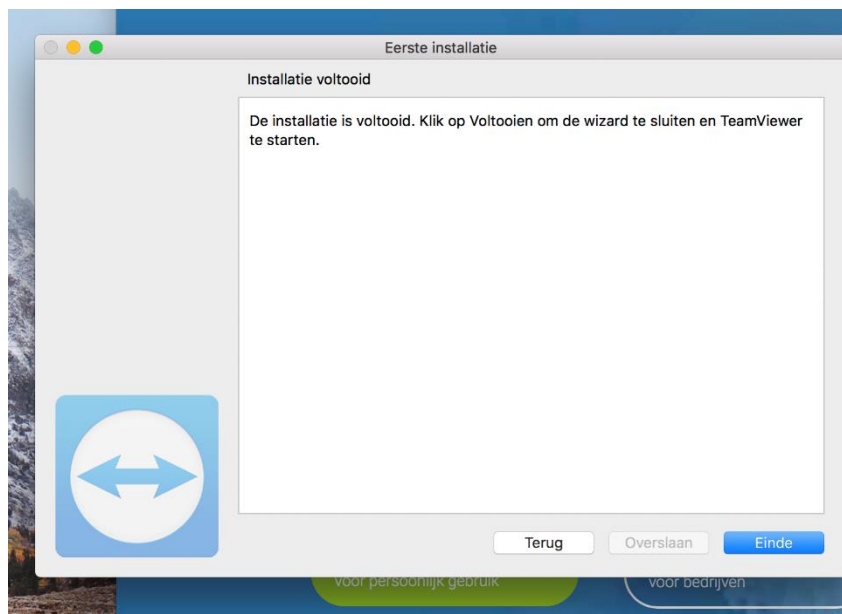 Eerste installatie
Installatie voltooid
De installatie is voltooid. Klik op Voltooien om de wizard te sluiten en TeamViewer
te starten.
Terug
Overslaan
Einde
voor persoonlijk gebruik
voor bedrijven